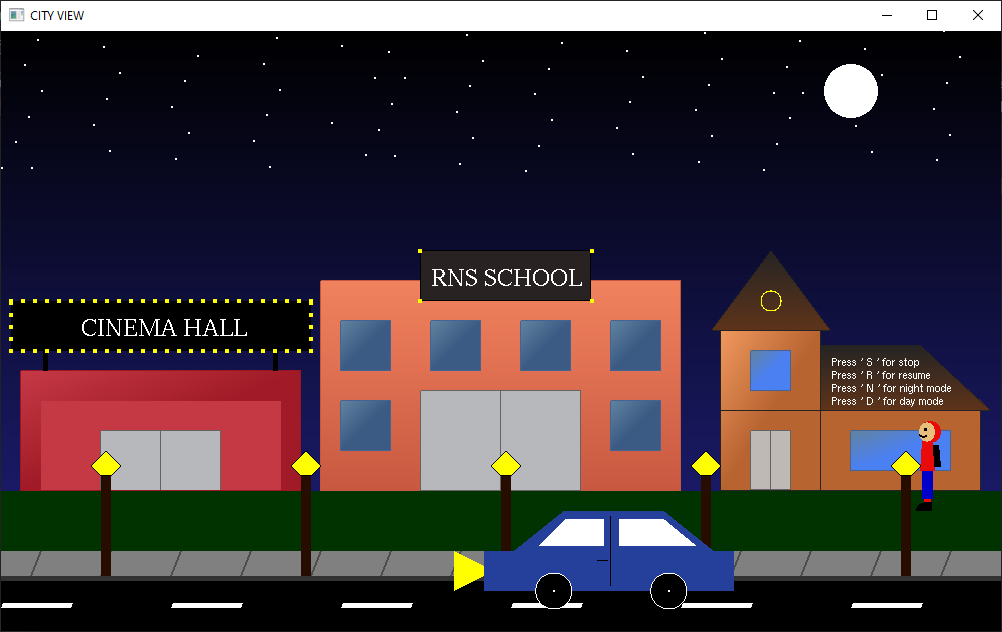 CITY VIEW
RNS SCHOOL
CINEMA HALL
Press ' S ' for stop
Press ' R ' for resume
Press ' N ' for night mode
Press ' D ' for day mode